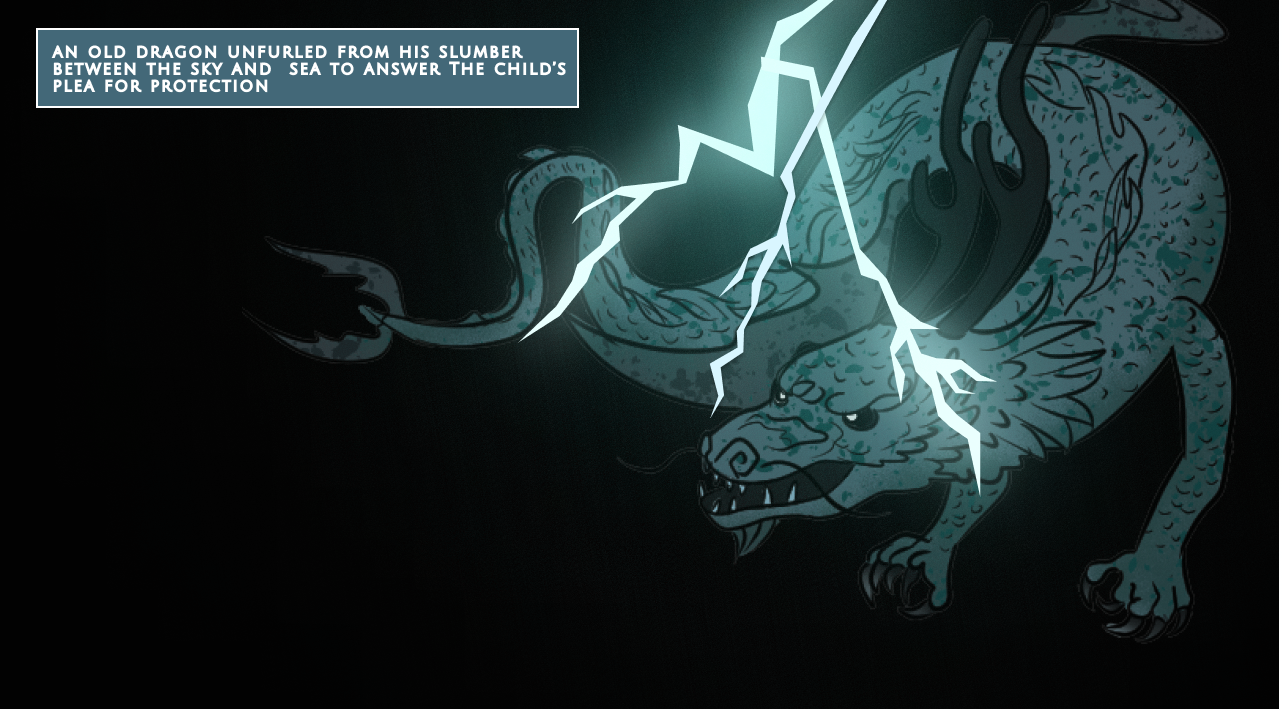 AN OLD DRAGON UNFURLED FROM HIS SLUMBER
BETWEEN THE SKY AND  SEA TO ANSWER THE CHILD'S
PLEA FOR PROTECTION